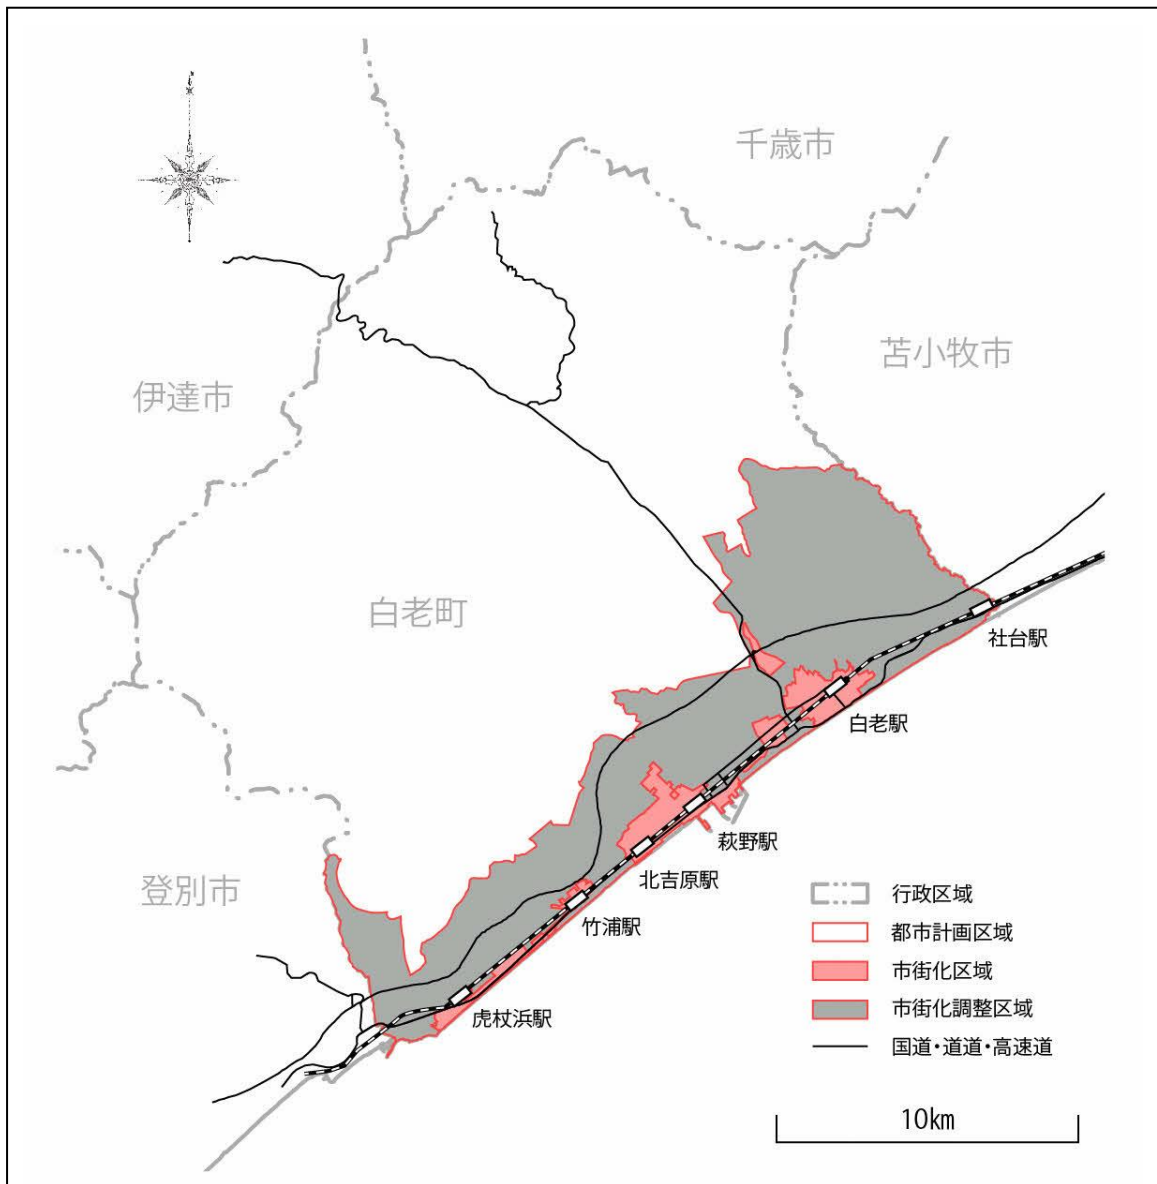 千歳市
苫小牧市
伊達市
白老町
社台駅
白老駅
萩野駅
北吉原駅
登別市
竹浦駅
虎杖浜駅
行政区域
都市計画区域
市街化区域
市街化調整区域
国道・道道・高速道
10km